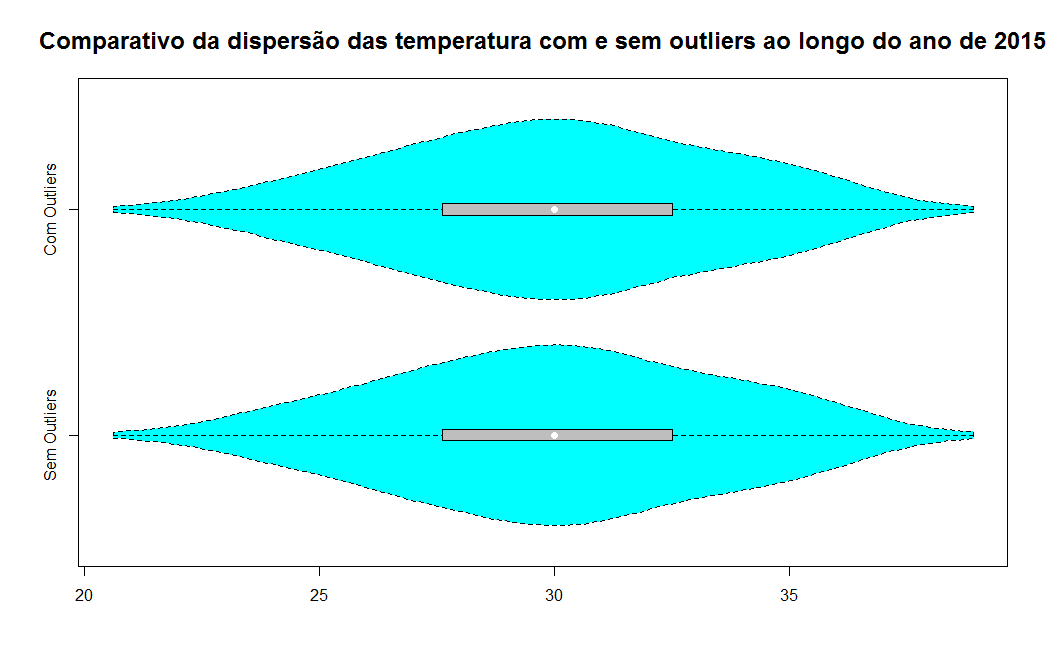 Comparativo da dispersão das temperatura com e sem outliers ao longo do ano de 2015
Com Outliers
Sem Outliers
20
25
30
35